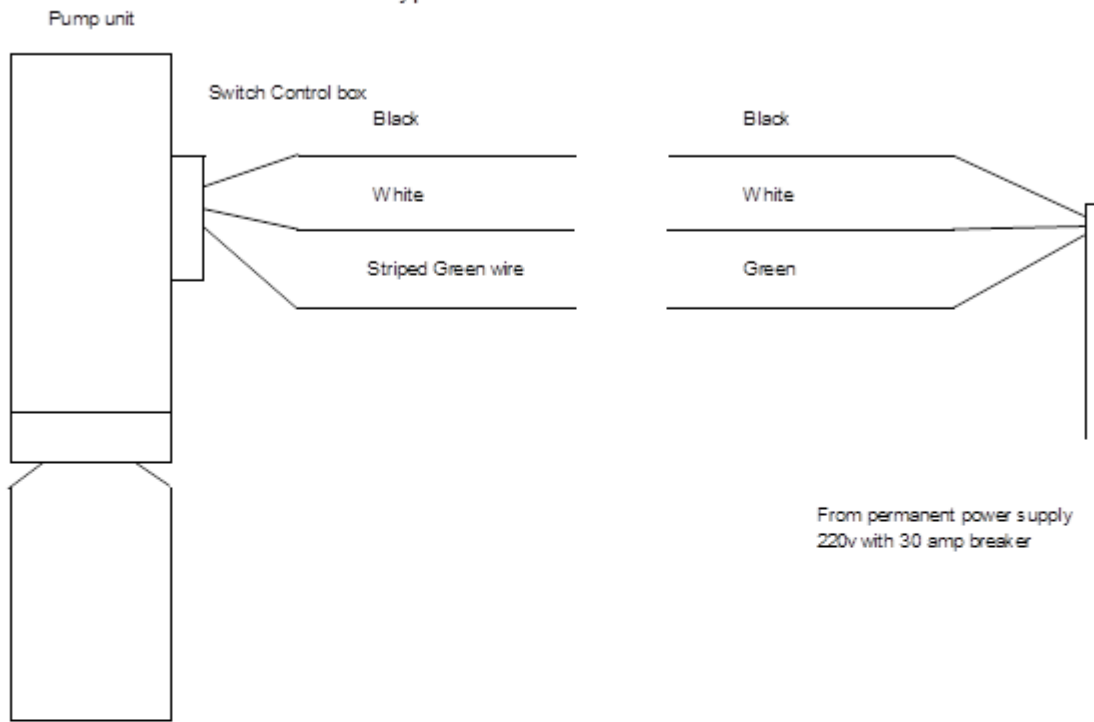 Pump unit
Switch Control box
Black
Black
White
White
Striped Green wire
Green
From permanent power supply
220v with 30 amp breaker